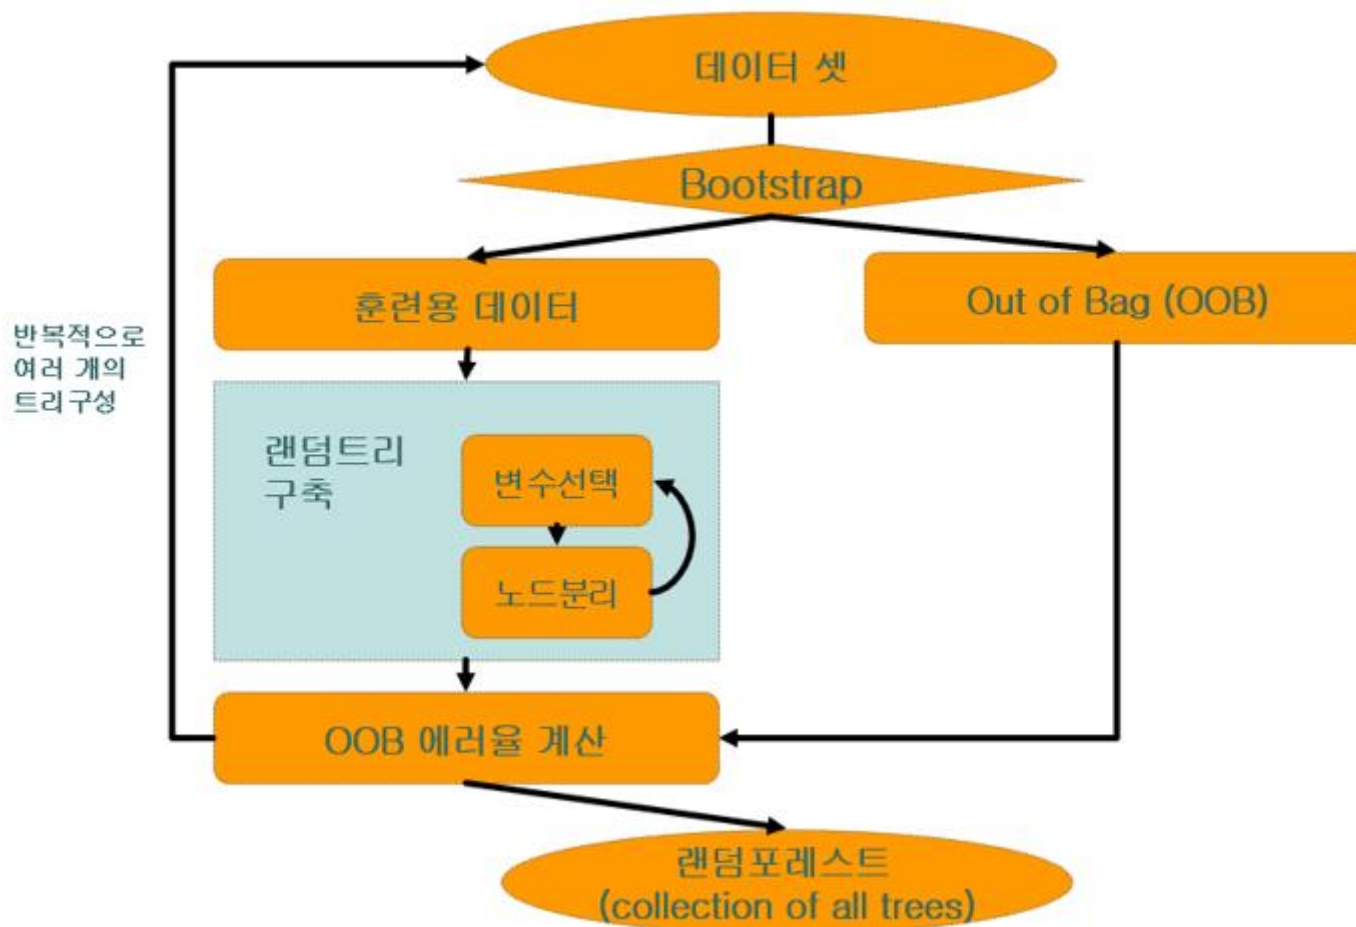 데이터 셋
Bootstrap
훈련용 데이터
Out of Bag (OOB)
반복적으로
여러 개의
트리구성
랜덤트리
구축
변수선택
노드분리
OOB 에러율 계산
랜덤포레스트
(collection of all trees)